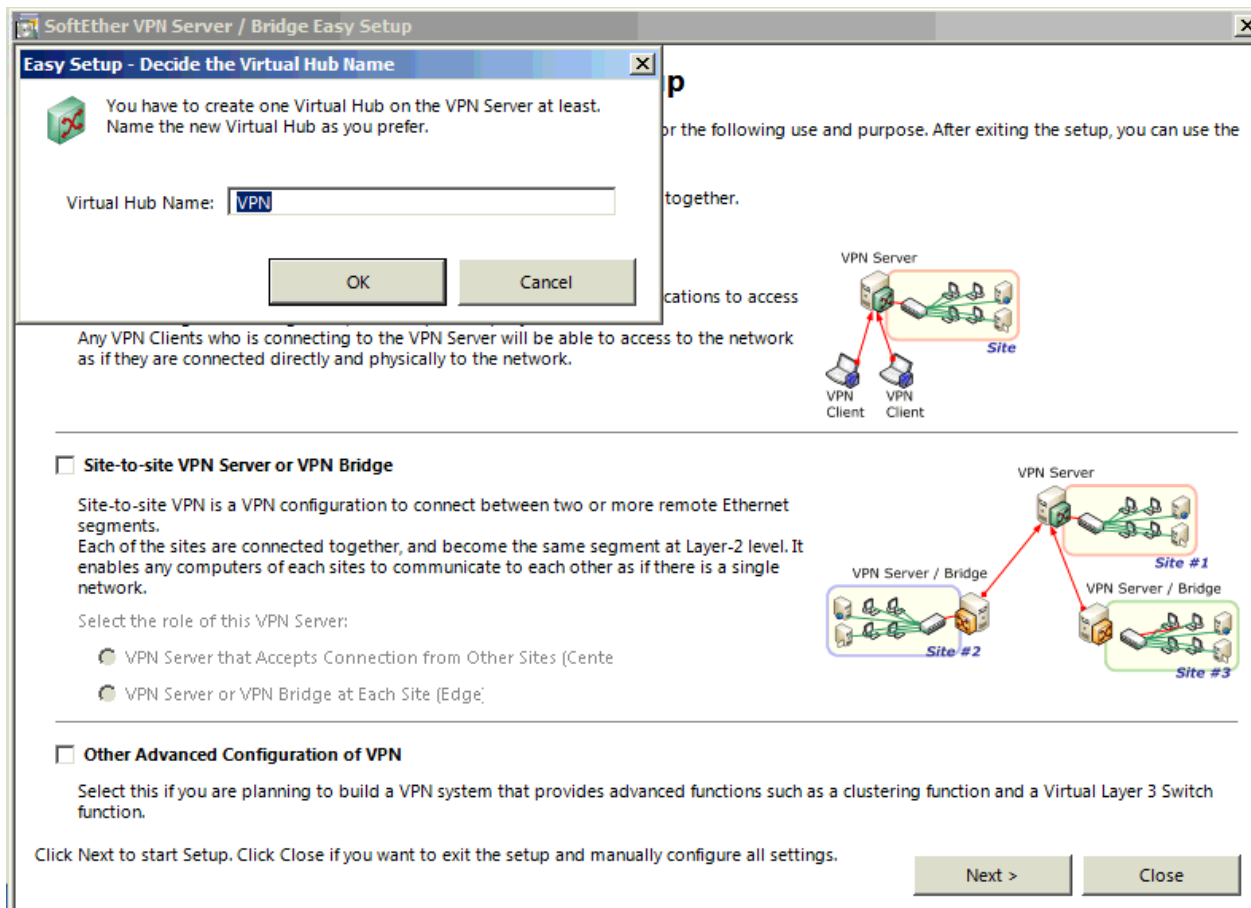 SoftEther VPN Server / Bridge Easy Setup
Easy Setup - Decide the Virtual Hub Name
You have to create one Virtual Hub on the VPN Server at least.
Name the new Virtual Hub as you prefer.
Virtual Hub Name: VPN
OK Cancel
p
or the following use and purpose. After exiting the setup, you can use the
together.
cations to access
Any VPN Clients who is connecting to the VPN Server will be able to access to the network
as if they are connected directly and physically to the network.
VPN Server
Site
VPN VPN
Client Client
Site-to-site VPN Server or VPN Bridge
Site-to-site VPN is a VPN configuration to connect between two or more remote Ethernet
segments.
Each of the sites are connected together, and become the same segment at Layer-2 level. It
enables any computers of each sites to communicate to each other as if there is a single
network.
Select the role of this VPN Server:
VPN Server that Accepts Connection from Other Sites (Cente
VPN Server or VPN Bridge at Each Site (Edge)
VPN Server
Site #1
VPN Server / Bridge
Site #2
VPN Server / Bridge
Site #3
Other Advanced Configuration of VPN
Select this if you are planning to build a VPN system that provides advanced functions such as a clustering function and a Virtual Layer 3 Switch
function.
Click Next to start Setup. Click Close if you want to exit the setup and manually configure all settings.
Next > Close